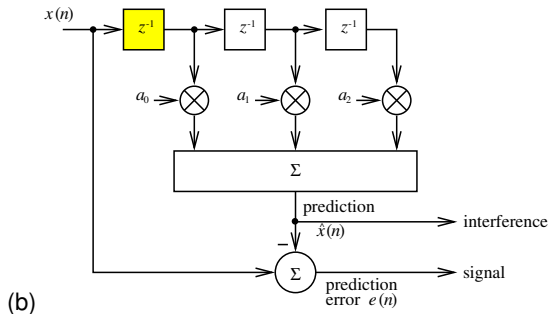 x(n)
z⁻¹ z⁻¹ z⁻¹
a₀ a₁ a₂
Σ
prediction
interference
x̂(n)
–
Σ
signal
prediction
error e(n)
(b)